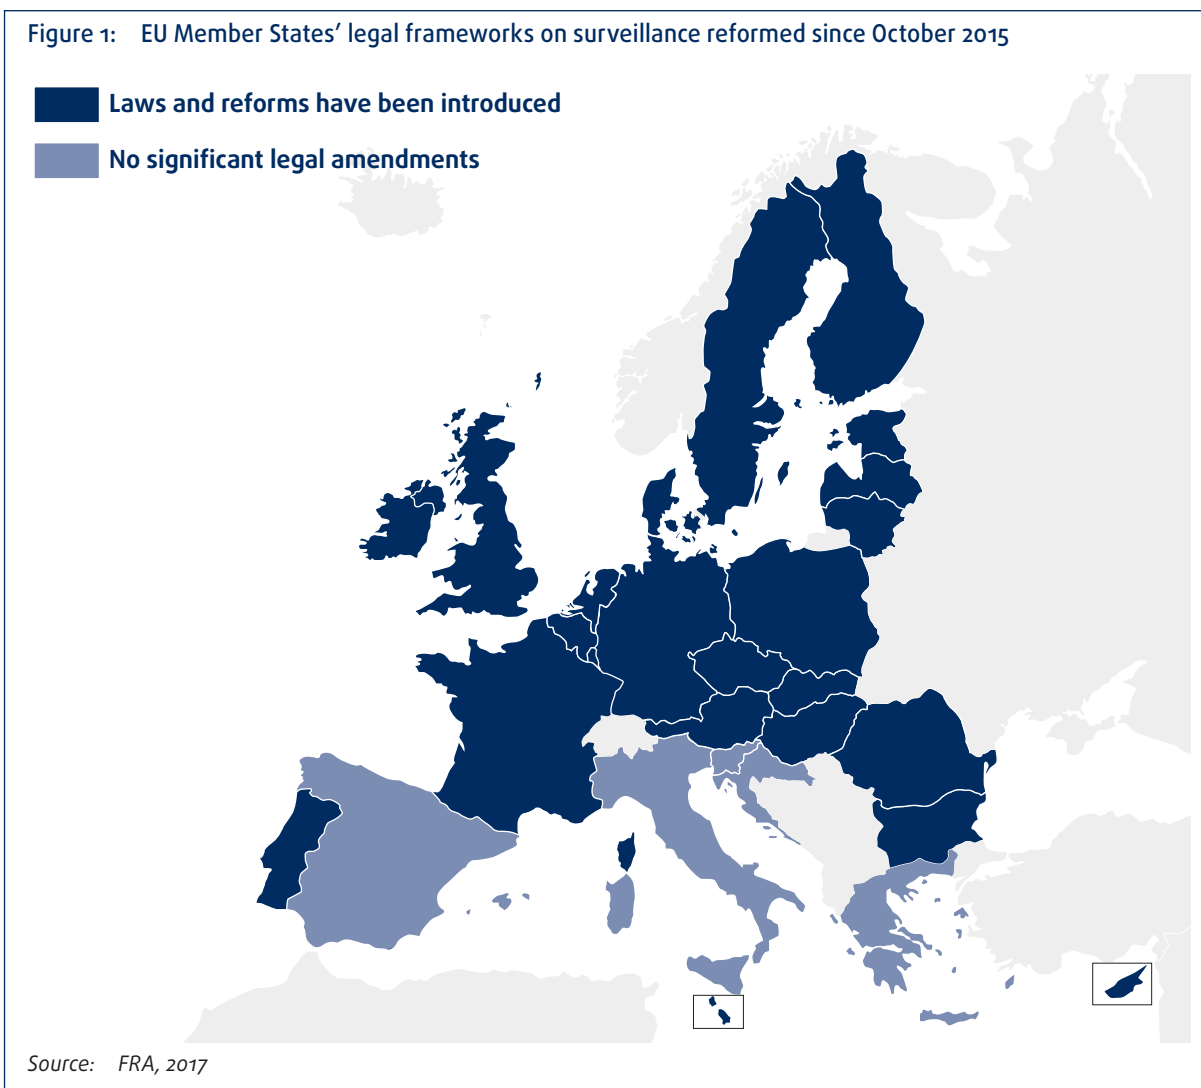 Figure 1: EU Member States’ legal frameworks on surveillance reformed since October 2015
Laws and reforms have been introduced
No significant legal amendments
Source: FRA, 2017